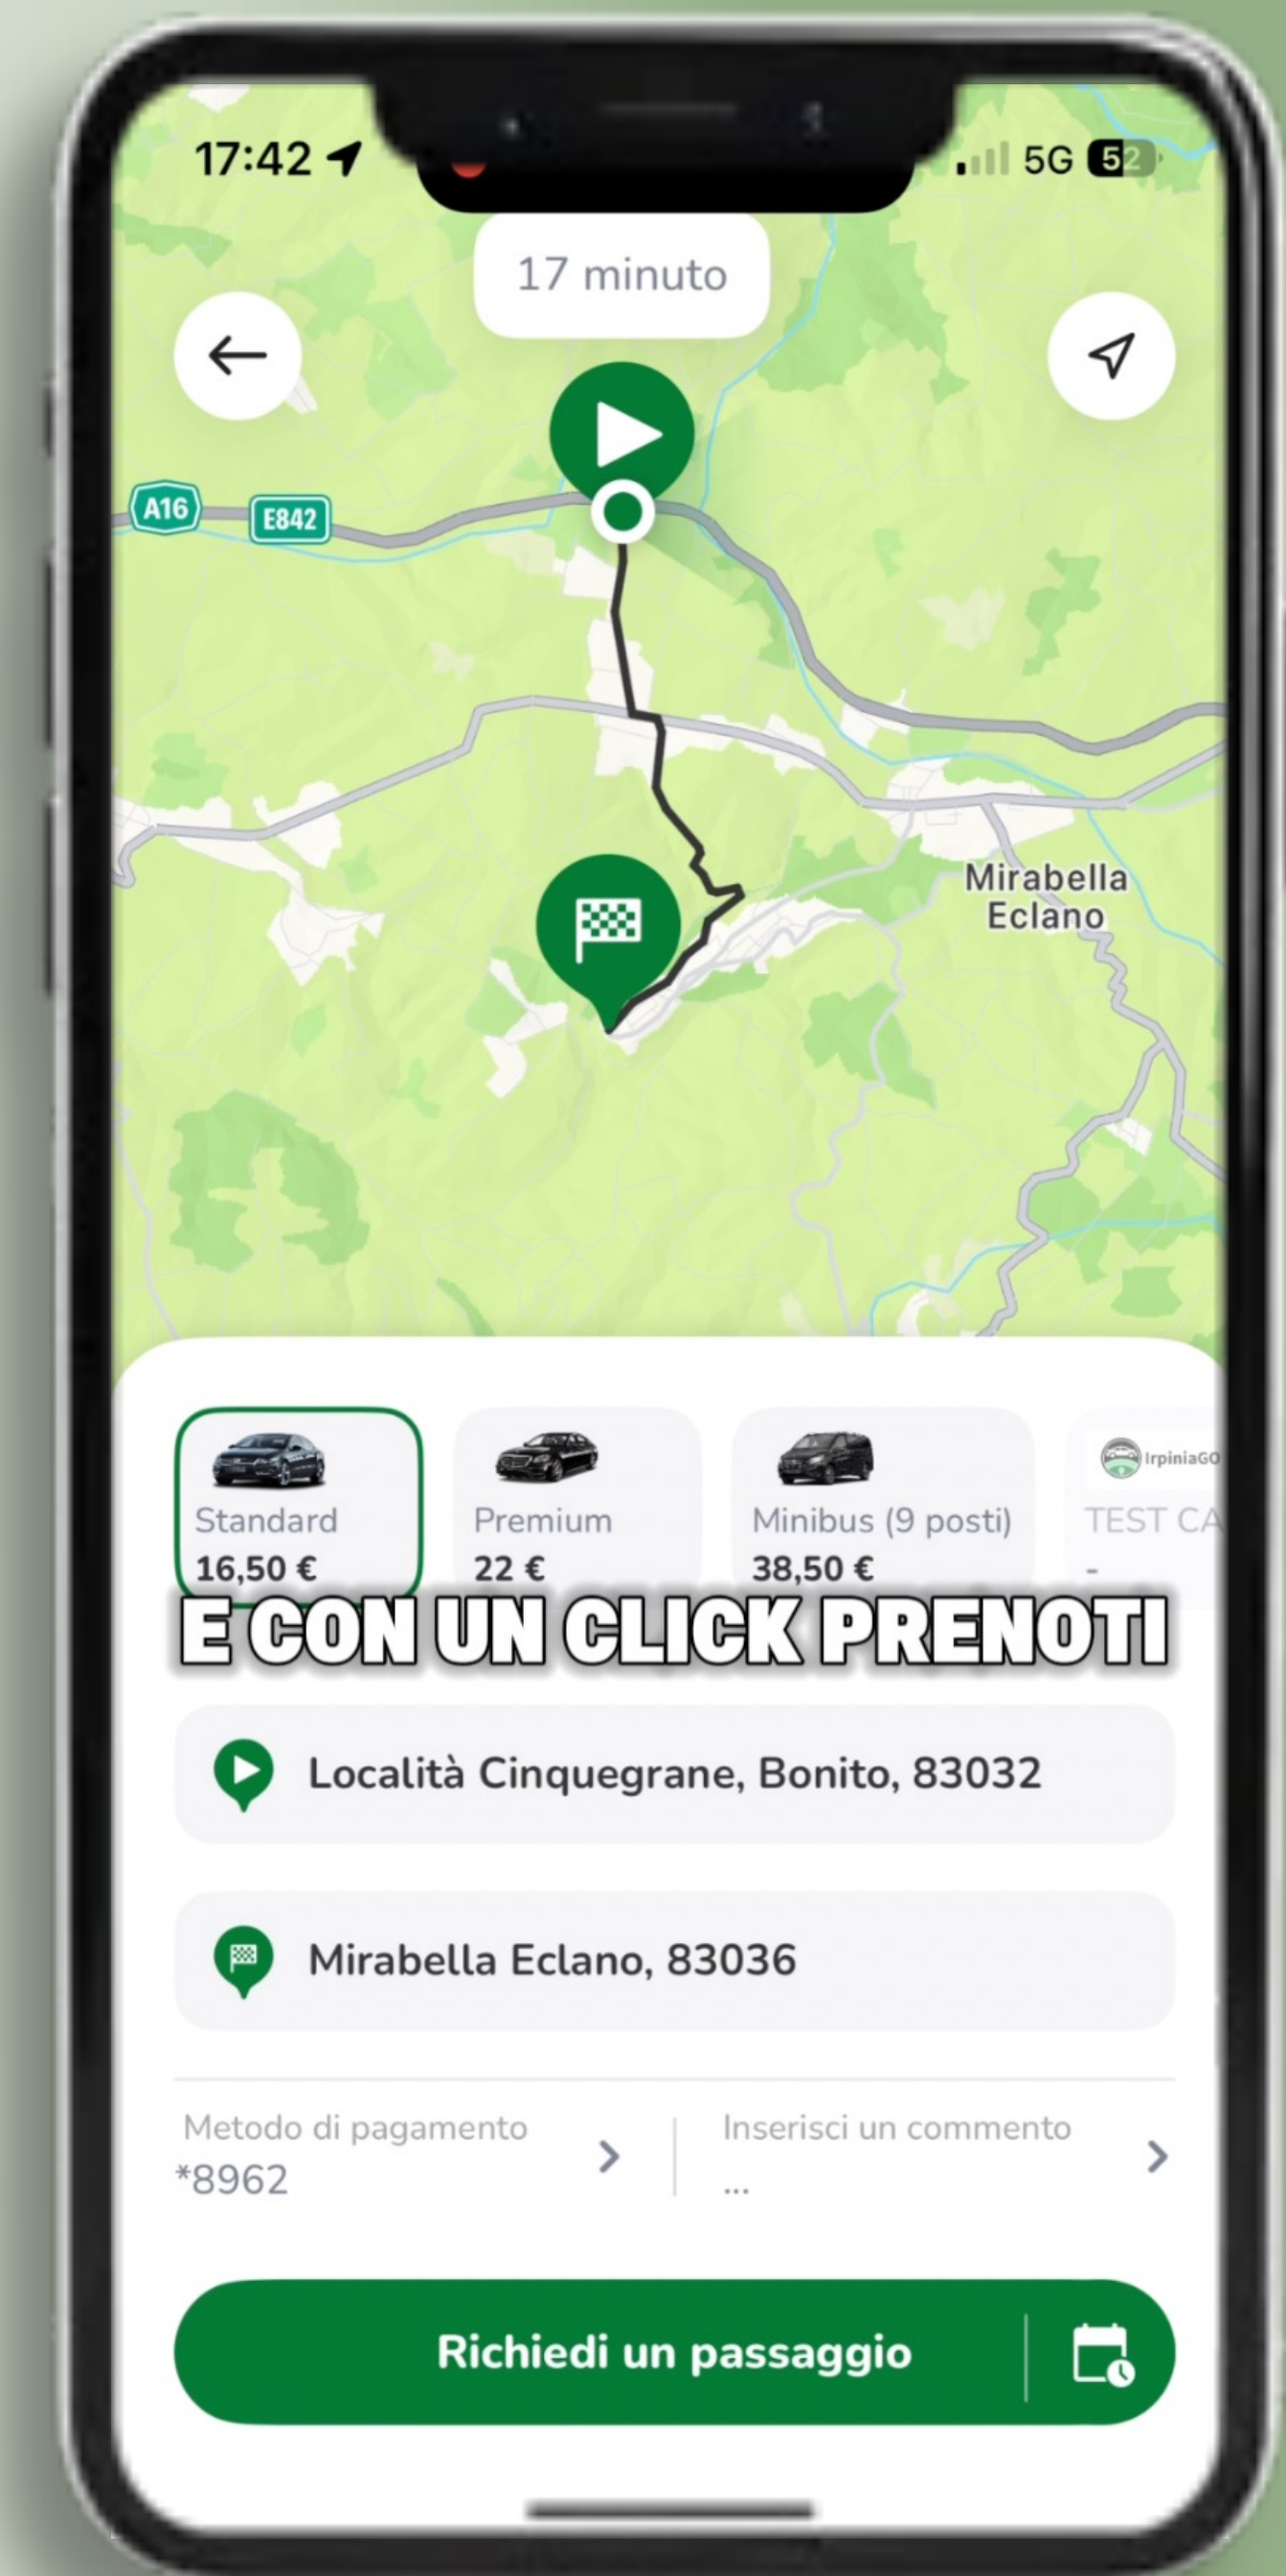 17:42
5G 52
17 minuto
A16
E842
Mirabella
Eclano
IrpiniaGO
Standard
Premium
Minibus (9 posti)
TEST CA
16,50 €
22 €
38,50 €
-
E CON UN CLICK PRENOTI
Località Cinquegrane, Bonito, 83032
Mirabella Eclano, 83036
Metodo di pagamento
*8962
Inserisci un commento
...
Richiedi un passaggio